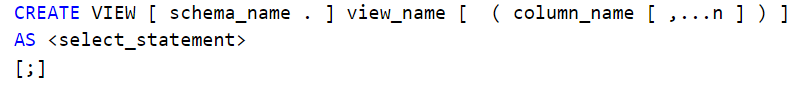 CREATE VIEW [ schema_name . ] view_name [  ( column_name [ ,...n ] ) ]
AS <select_statement>
[;]